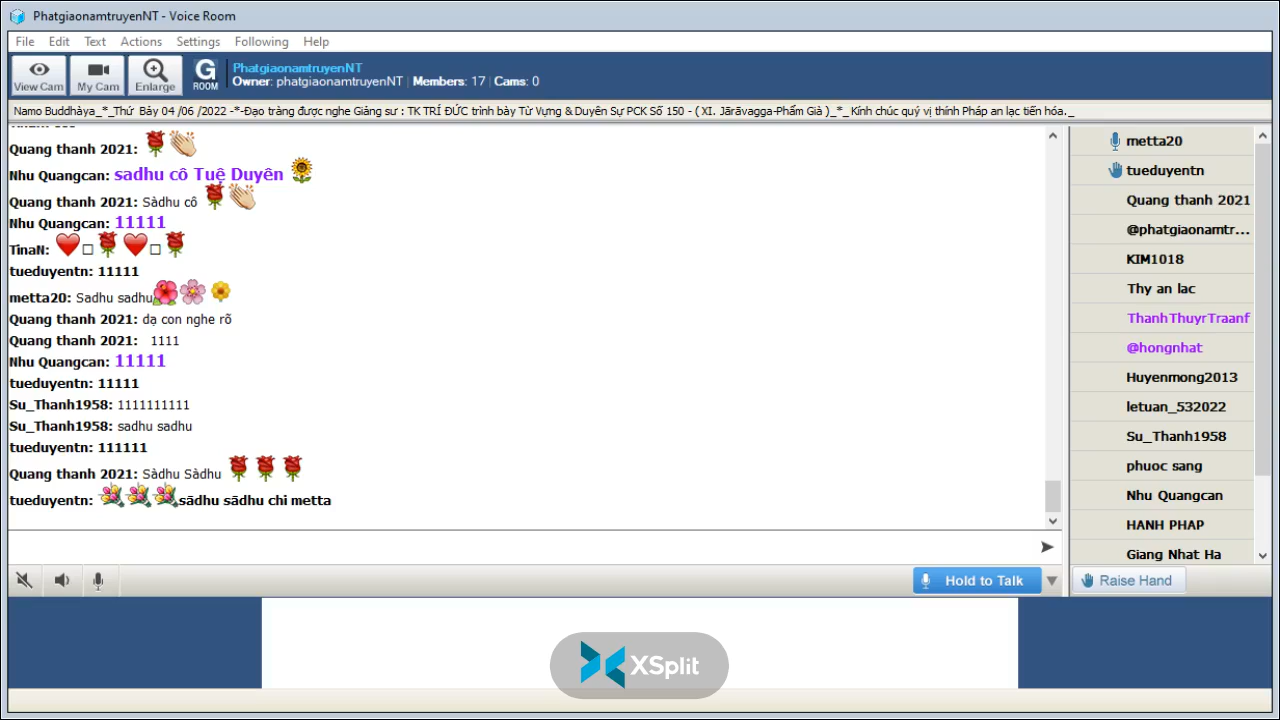 PhatgiaonamtruyenNT - Voice Room
File Edit Text Actions Settings Following Help
View Cam
My Cam
Enlarge
G
ROOM
PhatgiaonamtruyenNT
Owner: phatgiaonamtruyenNT | Members: 17 | Cams: 0
Namo Buddhàya_*_Thứ Bảy 04 /06 /2022 -*-Đạo tràng được nghe Giảng sư : TK TRÍ ĐỨC trình bày Từ Vựng & Duyên Sự PCK Số 150 - ( XI. Jārāvagga-Phẩm Già )_*_ Kính chúc quý vị thính Pháp an lạc tiến hóa._
Quang thanh 2021:
Nhu Quangcan: sadhu cô Tuệ Duyên
Quang thanh 2021: Sàdhu cô
Nhu Quangcan: 11111
TinaN:
tueduyentn: 11111
metta20: Sadhu sadhu
Quang thanh 2021: dạ con nghe rõ
Quang thanh 2021: 1111
Nhu Quangcan: 11111
tueduyentn: 11111
Su_Thanh1958: 1111111111
Su_Thanh1958: sadhu sadhu
tueduyentn: 111111
Quang thanh 2021: Sàdhu Sàdhu
tueduyentn: sādhu sādhu chi metta
metta20
tueduyentn
Quang thanh 2021
@phatgiaonamtr...
KIM1018
Thy an lac
ThanhThuyrTraanf
@hongnhat
Huyenmong2013
letuan_532022
Su_Thanh1958
phuoc sang
Nhu Quangcan
HANH PHAP
Giang Nhat Ha
Hold to Talk
Raise Hand
XSplit